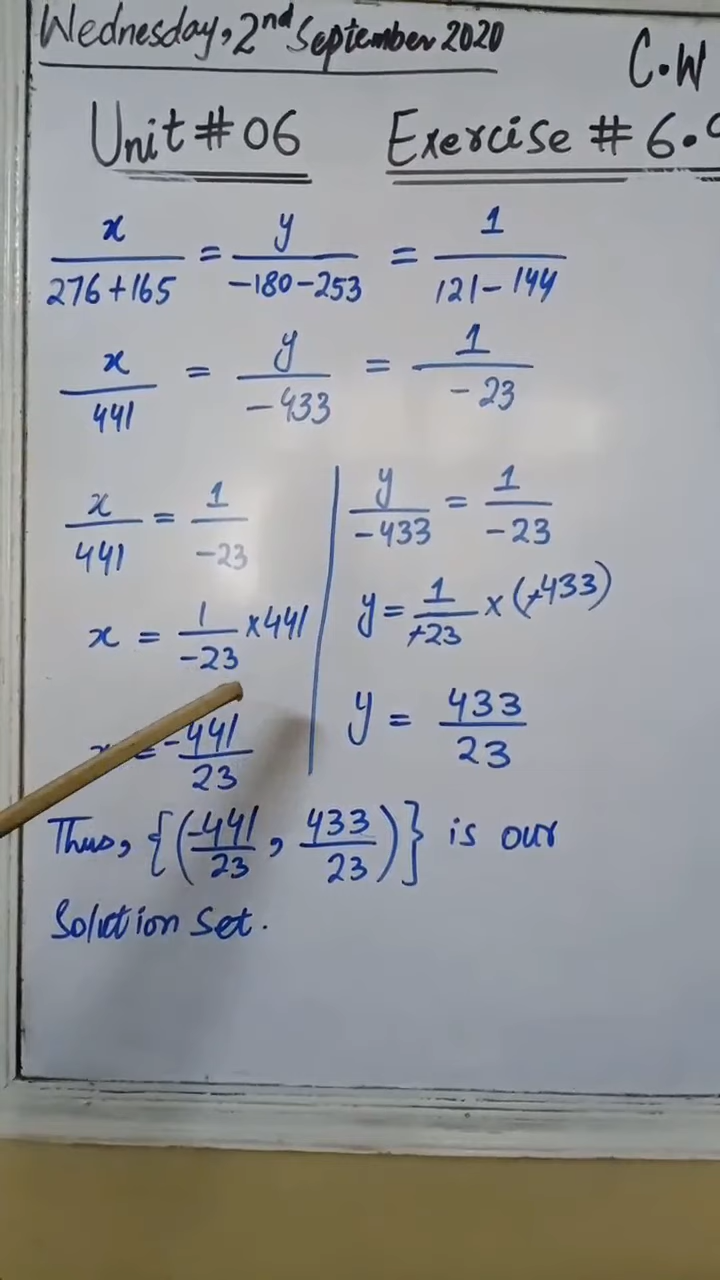 Wednesday, 2nd September 2020
C.W
Unit # 06 Exercise # 6.
x/(276+165) = y/(-180-253) = 1/(121-144)
x/441 = y/-433 = 1/-23
x/441 = 1/-23
x = 1/-23 ×441
= -441/23
y/-433 = 1/-23
y = 1/-23 × (-433)
y = 433/23
Thus, {(-441/23, 433/23)} is our
Solution Set.